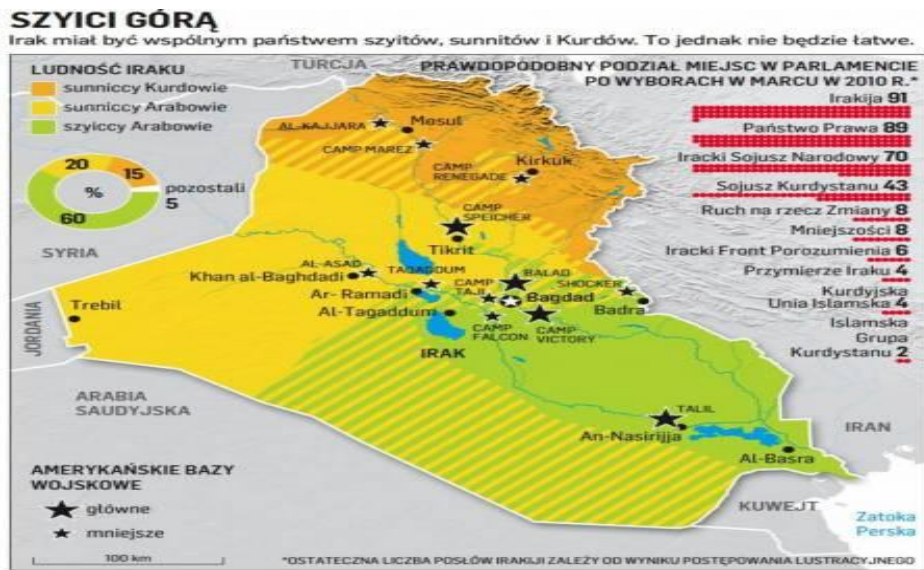 SZYICI GÓRĄ
Irak miał być wspólnym państwem szyitów, sunnitów i Kurdów. To jednak nie będzie łatwe.
LUDNOŚĆ IRAKU
sunniccy Kurdowie
sunniccy Arabowie
szyiccy Arabowie
20
15
%
60
pozostali
5
PRAWDOPODOBNY PODZIAŁ MIEJSC W PARLAMENCIE
PO WYBORACH W MARCU W 2010 R.*
Irakija 91
Państwo Prawa 89
Iracki Sojusz Narodowy 70
Sojusz Kurdystanu 43
Ruch na rzecz Zmiany 8
Mniejszości 8
Iracki Front Porozumienia 6
Przymierze Iraku 4
Kurdyjska
Unia Islamska 4
Islamska
Grupa
Kurdystanu 2
TURCJA
AL-KAJJARA
Mosul
CAMP MAREZ
CAMP
RENEGADE
Kirkuk
CAMP
SPEICHER
Tikrit
SYRIA
AL-ASAD
Khan al-Baghdadi
TAQADDUM
Ar- Ramadi
Al-Tagaddum
CAMP
TAJI
BALAD
SHOCKER
Bagdad
Badra
CAMP
FALCON
CAMP
VICTORY
Trebil
JORDANIA
IRAK
ARABIA
SAUDYJSKA
TALIL
An-Nasirijja
IRAN
Al-Basra
KUWEJT
Zatoka
Perska
AMERYKAŃSKIE BAZY
WOJSKOWE
główne
mniejsze
100 km
*OSTATECZNA LICZBA POSŁÓW IRAKIJI ZALEŻY OD WYNIKU POSTĘPOWANIA LUSTRACYJNEGO